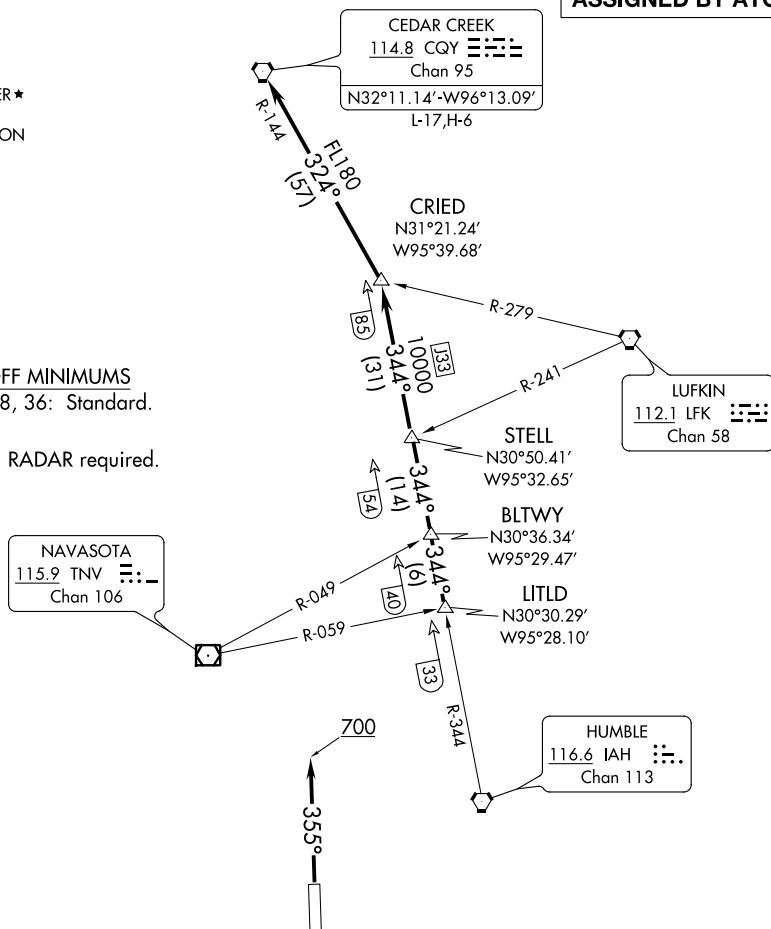 ASSIGNED BY ATC
CEDAR CREEK
114.8 CQY
Chan 95
N32°11.14'-W96°13.09'
L-17,H-6
ER★
ON
R-144
FL180
324°
(57)
CRIED
N31°21.24'
W95°39.68'
R-279
85
10000
344°
(31)
J33
R-241
LUFKIN
112.1 LFK
Chan 58
OFF MINIMUMS
8, 36: Standard.
RADAR required.
STELL
N30°50.41'
W95°32.65'
54
344°
(14)
BLTWY
N30°36.34'
W95°29.47'
NAVASOTA
115.9 TNV
Chan 106
R-049
40
344°
(6)
LITLD
N30°30.29'
W95°28.10'
R-059
33
R-344
700
355°
HUMBLE
116.6 IAH
Chan 113